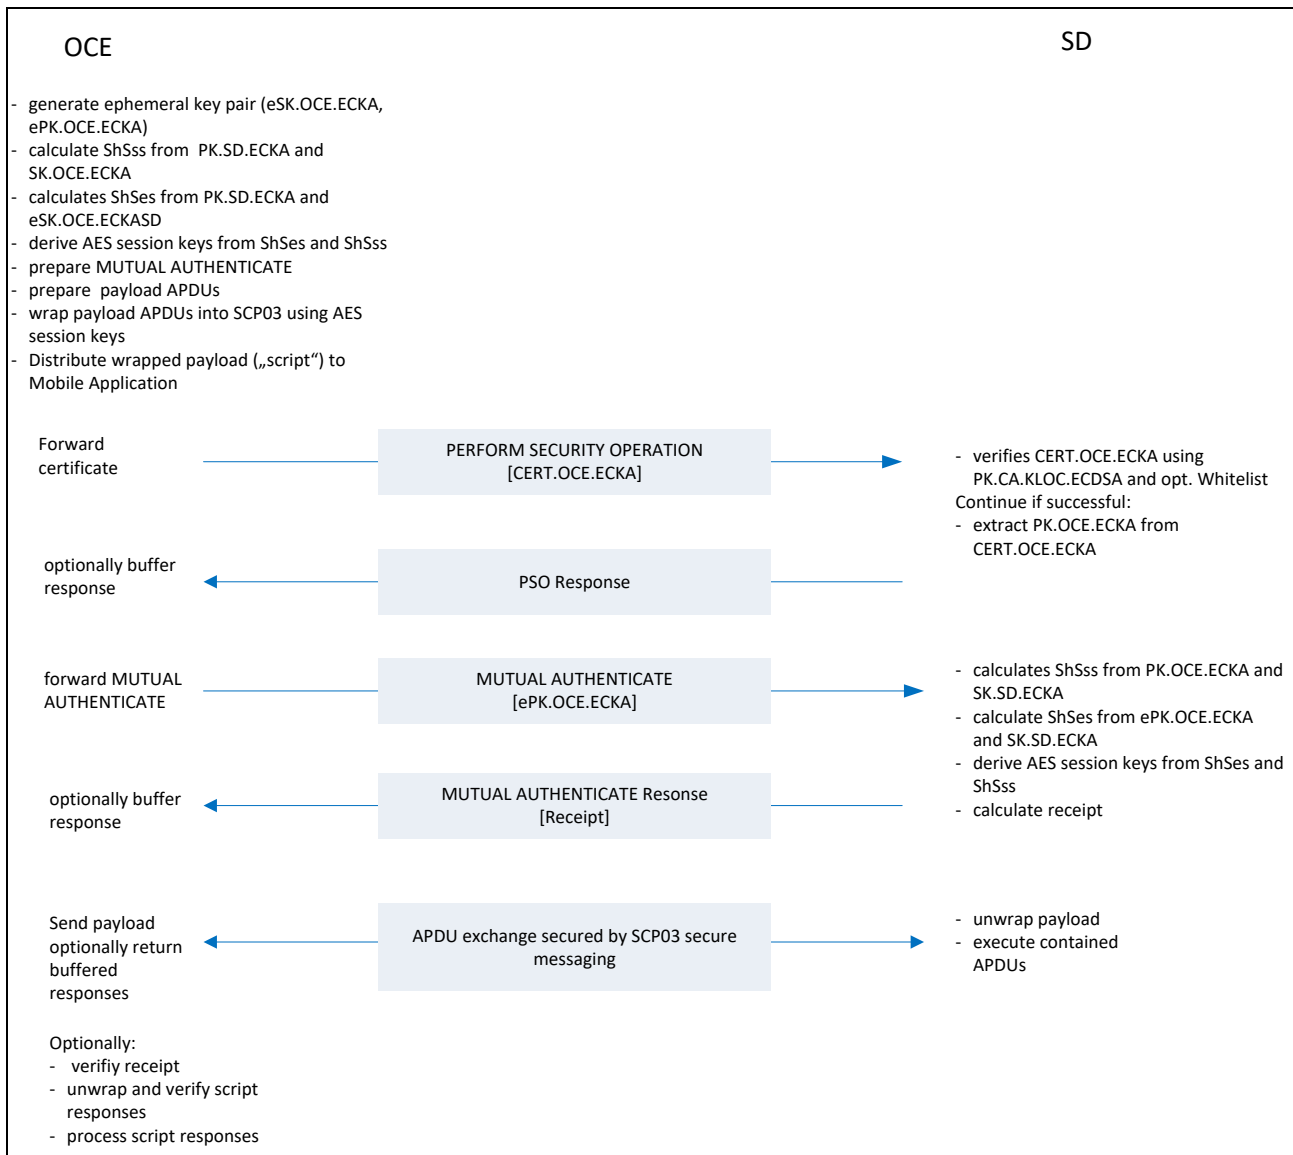 OCE
SD
- generate ephemeral key pair (eSK.OCE.ECKA,
ePK.OCE.ECKA)
- calculate ShSss from  PK.SD.ECKA and
SK.OCE.ECKA
- calculates ShSes from PK.SD.ECKA and
eSK.OCE.ECKASD
- derive AES session keys from ShSes and ShSss
- prepare MUTUAL AUTHENTICATE
- prepare  payload APDUs
- wrap payload APDUs into SCP03 using AES
session keys
- Distribute wrapped payload („script“) to
Mobile Application
Forward
certificate
PERFORM SECURITY OPERATION
[CERT.OCE.ECKA]
- verifies CERT.OCE.ECKA using
PK.CA.KLOC.ECDSA and opt. Whitelist
Continue if successful:
- extract PK.OCE.ECKA from
CERT.OCE.ECKA
optionally buffer
response
PSO Response
forward MUTUAL
AUTHENTICATE
MUTUAL AUTHENTICATE
[ePK.OCE.ECKA]
- calculates ShSss from PK.OCE.ECKA and
SK.SD.ECKA
- calculate ShSes from ePK.OCE.ECKA
and SK.SD.ECKA
- derive AES session keys from ShSes and
ShSss
- calculate receipt
optionally buffer
response
MUTUAL AUTHENTICATE Resonse
[Receipt]
Send payload
optionally return
buffered
responses
APDU exchange secured by SCP03 secure
messaging
- unwrap payload
- execute contained
APDUs
Optionally:
- verifiy receipt
- unwrap and verify script
responses
- process script responses